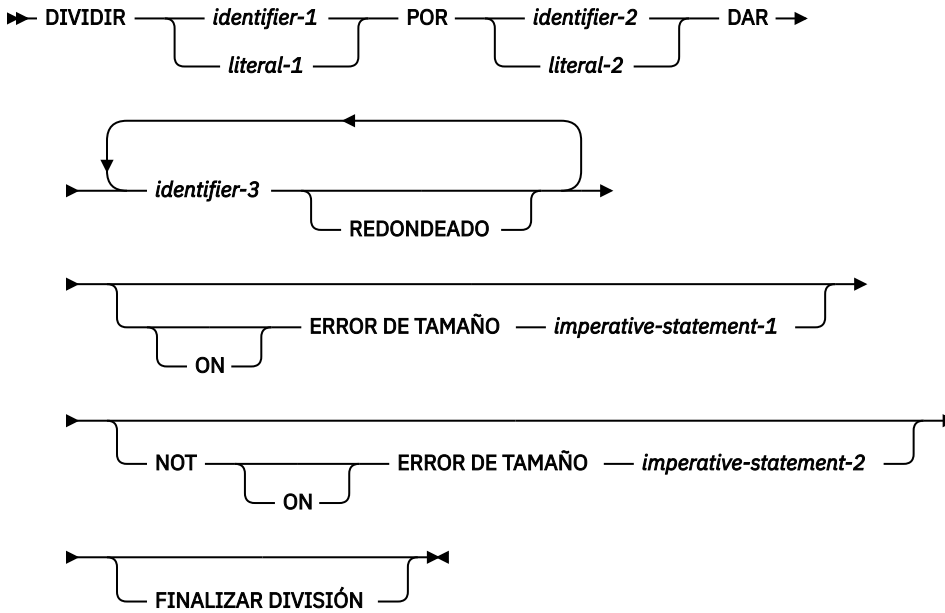 DIVIDIR identifier-1 POR identifier-2 DAR
literal-1 literal-2
identifier-3
REDONDEADO
ERROR DE TAMAÑO imperative-statement-1
ON
NOT ERROR DE TAMAÑO imperative-statement-2
ON
FINALIZAR DIVISIÓN